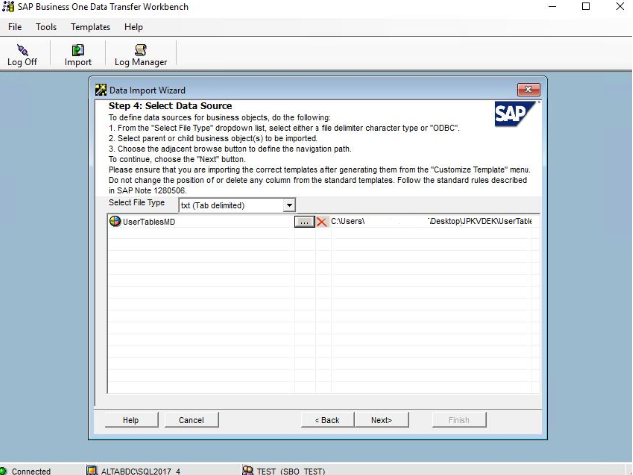 SAP Business One Data Transfer Workbench
File Tools Templates Help
Log Off Import Log Manager
Data Import Wizard
Step 4: Select Data Source
To define data sources for business objects, do the following:
1. From the "Select File Type" dropdown list, select either a file delimiter character type or "ODBC".
2. Select parent or child business object(s) to be imported.
3. Choose the adjacent browse button to define the navigation path.
To continue, choose the "Next" button.
Please ensure that you are importing the correct templates after generating them from the "Customize Template" menu.
Do not change the position of or delete any column from the standard templates. Follow the standard rules described
in SAP Note 1280506.
SAP
Select File Type txt (Tab delimited)
UserTablesMD ... C:\Users\ \Desktop\JPKVDEK\UserTable
Help Cancel < Back Next> Finish
Connected ALTABDC\SQL2017_4 TEST (SBO_TEST)